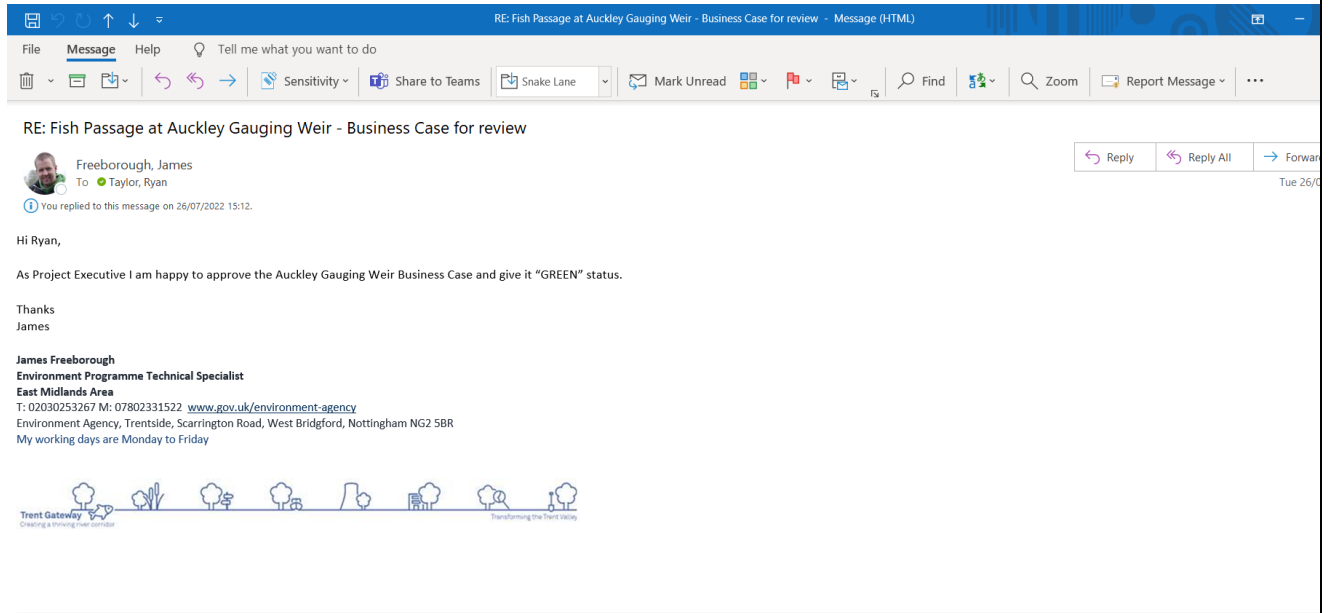 RE: Fish Passage at Auckley Gauging Weir - Business Case for review - Message (HTML)
File Message Help Tell me what you want to do
Sensitivity Share to Teams Snake Lane Mark Unread Find Zoom Report Message
RE: Fish Passage at Auckley Gauging Weir - Business Case for review
Freeborough, James
To Taylor, Ryan
Reply Reply All Forwar
Tue 26/0
You replied to this message on 26/07/2022 15:12.
Hi Ryan,
As Project Executive I am happy to approve the Auckley Gauging Weir Business Case and give it “GREEN” status.
Thanks
James
James Freeborough
Environment Programme Technical Specialist
East Midlands Area
T: 02030253267 M: 07802331522 www.gov.uk/environment-agency
Environment Agency, Trentside, Scarrington Road, West Bridgford, Nottingham NG2 5BR
My working days are Monday to Friday
Trent Gateway
Creating a thriving river corridor
Transforming the Trent Valley